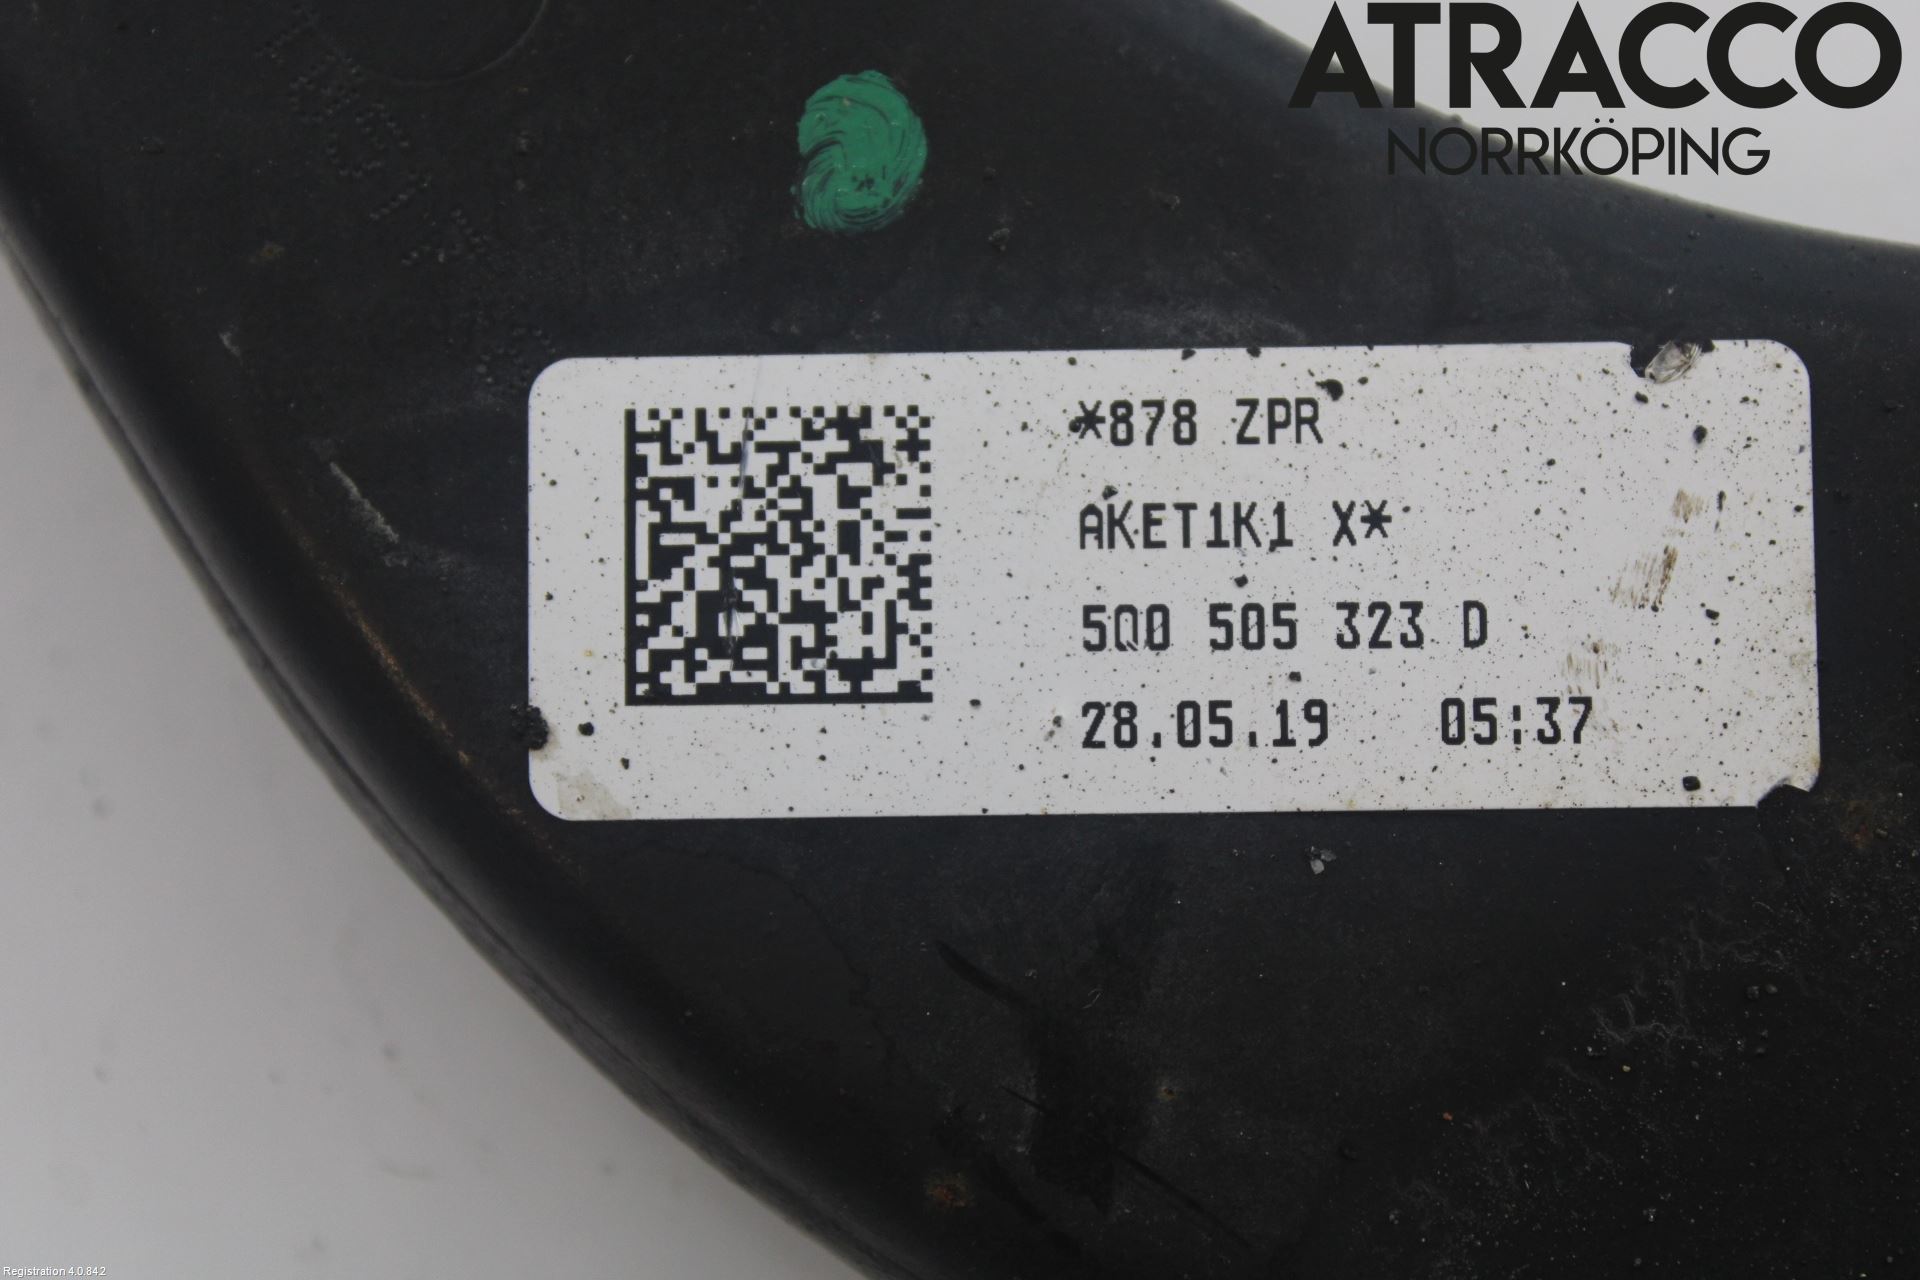 ATRACCO
NORRKÖPING
*878 ZPR
AKET1K1 X*
5Q0 505 323 D
28.05.19 05:37
Registration 4.0.842